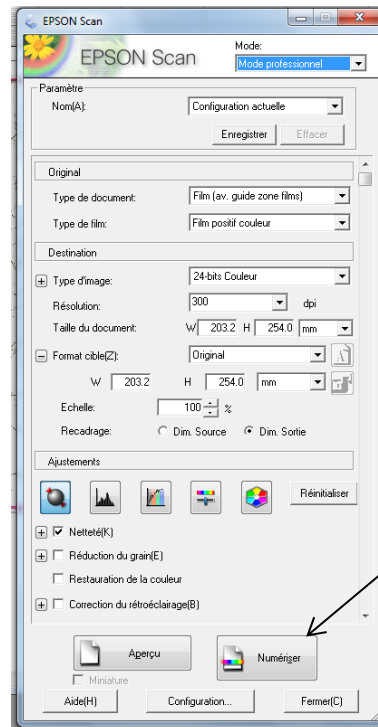 EPSON Scan
EPSON Scan
Mode:
Mode professionnel
Paramètre
Nom(A):
Configuration actuelle
Enregistrer
Effacer
Original
Type de document:
Film (av. guide zone films)
Type de film:
Film positif couleur
Destination
Type d'image:
24-bits Couleur
Résolution:
300
dpi
Taille du document:
W 203.2 H 254.0 mm
Format cible(Z):
Original
W 203.2 H 254.0 mm
Echelle:
100 %
Recadrage:
Dim. Source
Dim. Sortie
Ajustements
Réinitialiser
Netteté(K)
Réduction du grain(E)
Restauration de la couleur
Correction du rétroéclairage(B)
Aperçu
Numériser
Miniature
Aide(H)
Configuration...
Fermer(C)